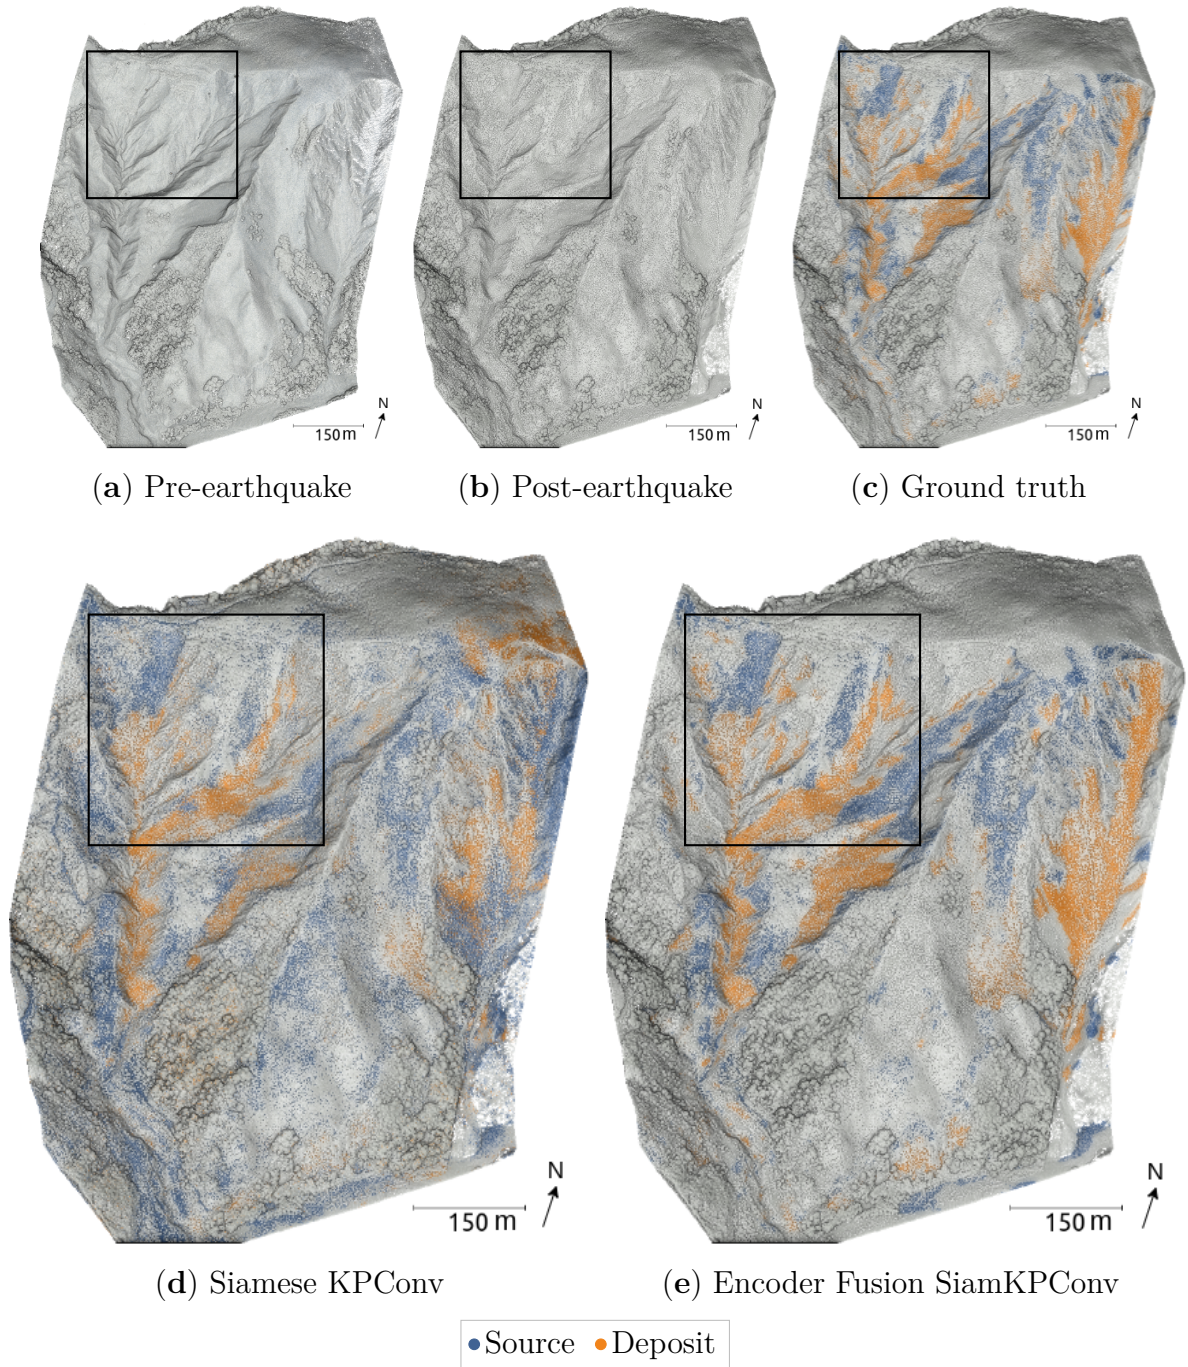 N
150 m
N
150 m
N
150 m
(a) Pre-earthquake
(b) Post-earthquake
(c) Ground truth
N
150 m
N
150 m
(d) Siamese KPConv
(e) Encoder Fusion SiamKPConv
Source Deposit